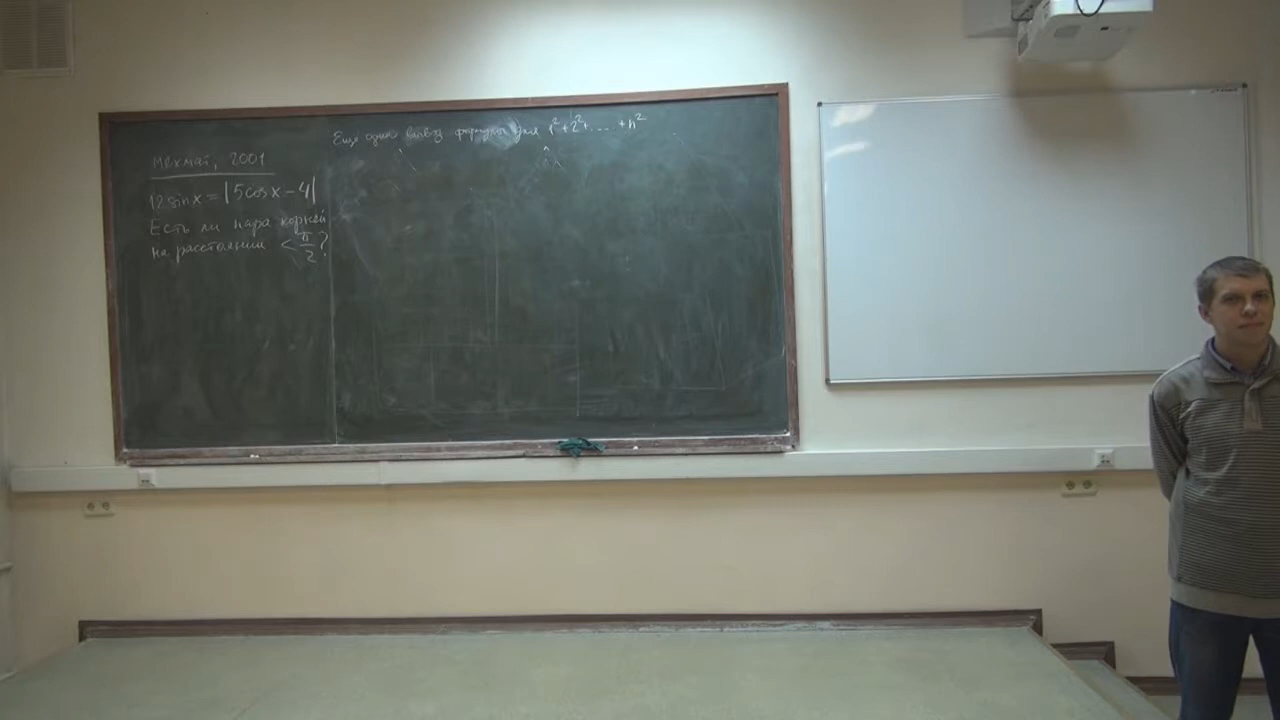 Ещё один вывод формулы для 1²+2²+ ... +n²
Мехмат, 2001
12 sin x = |5 cos x - 4|
Есть ли пара корней
на расстоянии < π/2 ?